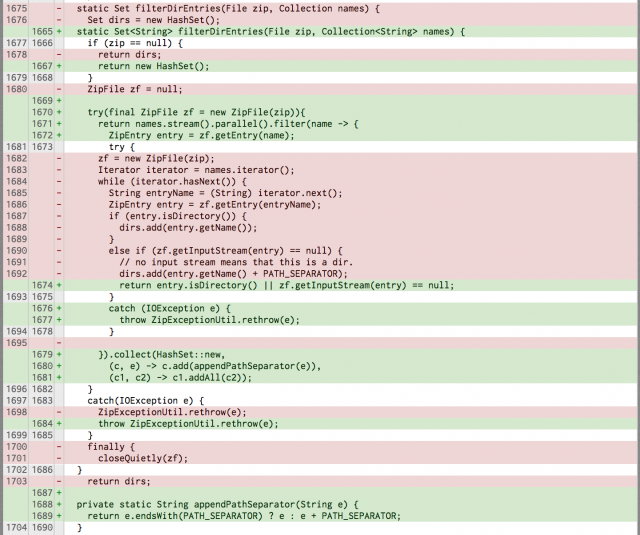 1675 - static Set filterDirEntries(File zip, Collection names) {
1676 - Set dirs = new HashSet();
1665 + static Set<String> filterDirEntries(File zip, Collection<String> names) {
1677 1666 if (zip == null) {
1678 - return dirs;
1667 + return new HashSet();
1679 1668 }
1680 - ZipFile zf = null;
1669 +
1670 + try(final ZipFile zf = new ZipFile(zip)){
1671 + return names.stream().parallel().filter(name -> {
1672 + ZipEntry entry = zf.getEntry(name);
1681 1673 try {
1682 - zf = new ZipFile(zip);
1683 - Iterator iterator = names.iterator();
1684 - while (iterator.hasNext()) {
1685 - String entryName = (String) iterator.next();
1686 - ZipEntry entry = zf.getEntry(entryName);
1687 - if (entry.isDirectory()) {
1688 - dirs.add(entry.getName());
1689 - }
1690 - else if (zf.getInputStream(entry) == null) {
1691 - // no input stream means that this is a dir.
1692 - dirs.add(entry.getName() + PATH_SEPARATOR);
1674 + return entry.isDirectory() || zf.getInputStream(entry) == null;
1693 1675 }
1676 + catch (IOException e) {
1677 + throw ZipExceptionUtil.rethrow(e);
1694 1678 }
1695 -
1679 + }).collect(HashSet::new,
1680 + (c, e) -> c.add(appendPathSeparator(e)),
1681 + (c1, c2) -> c1.addAll(c2));
1696 1682 }
1697 1683 catch(IOException e) {
1698 - ZipExceptionUtil.rethrow(e);
1684 + throw ZipExceptionUtil.rethrow(e);
1699 1685 }
1700 - finally {
1701 - closeQuietly(zf);
1702 1686 }
1703 - return dirs;
1687 +
1688 + private static String appendPathSeparator(String e) {
1689 + return e.endsWith(PATH_SEPARATOR) ? e : e + PATH_SEPARATOR;
1704 1690 }